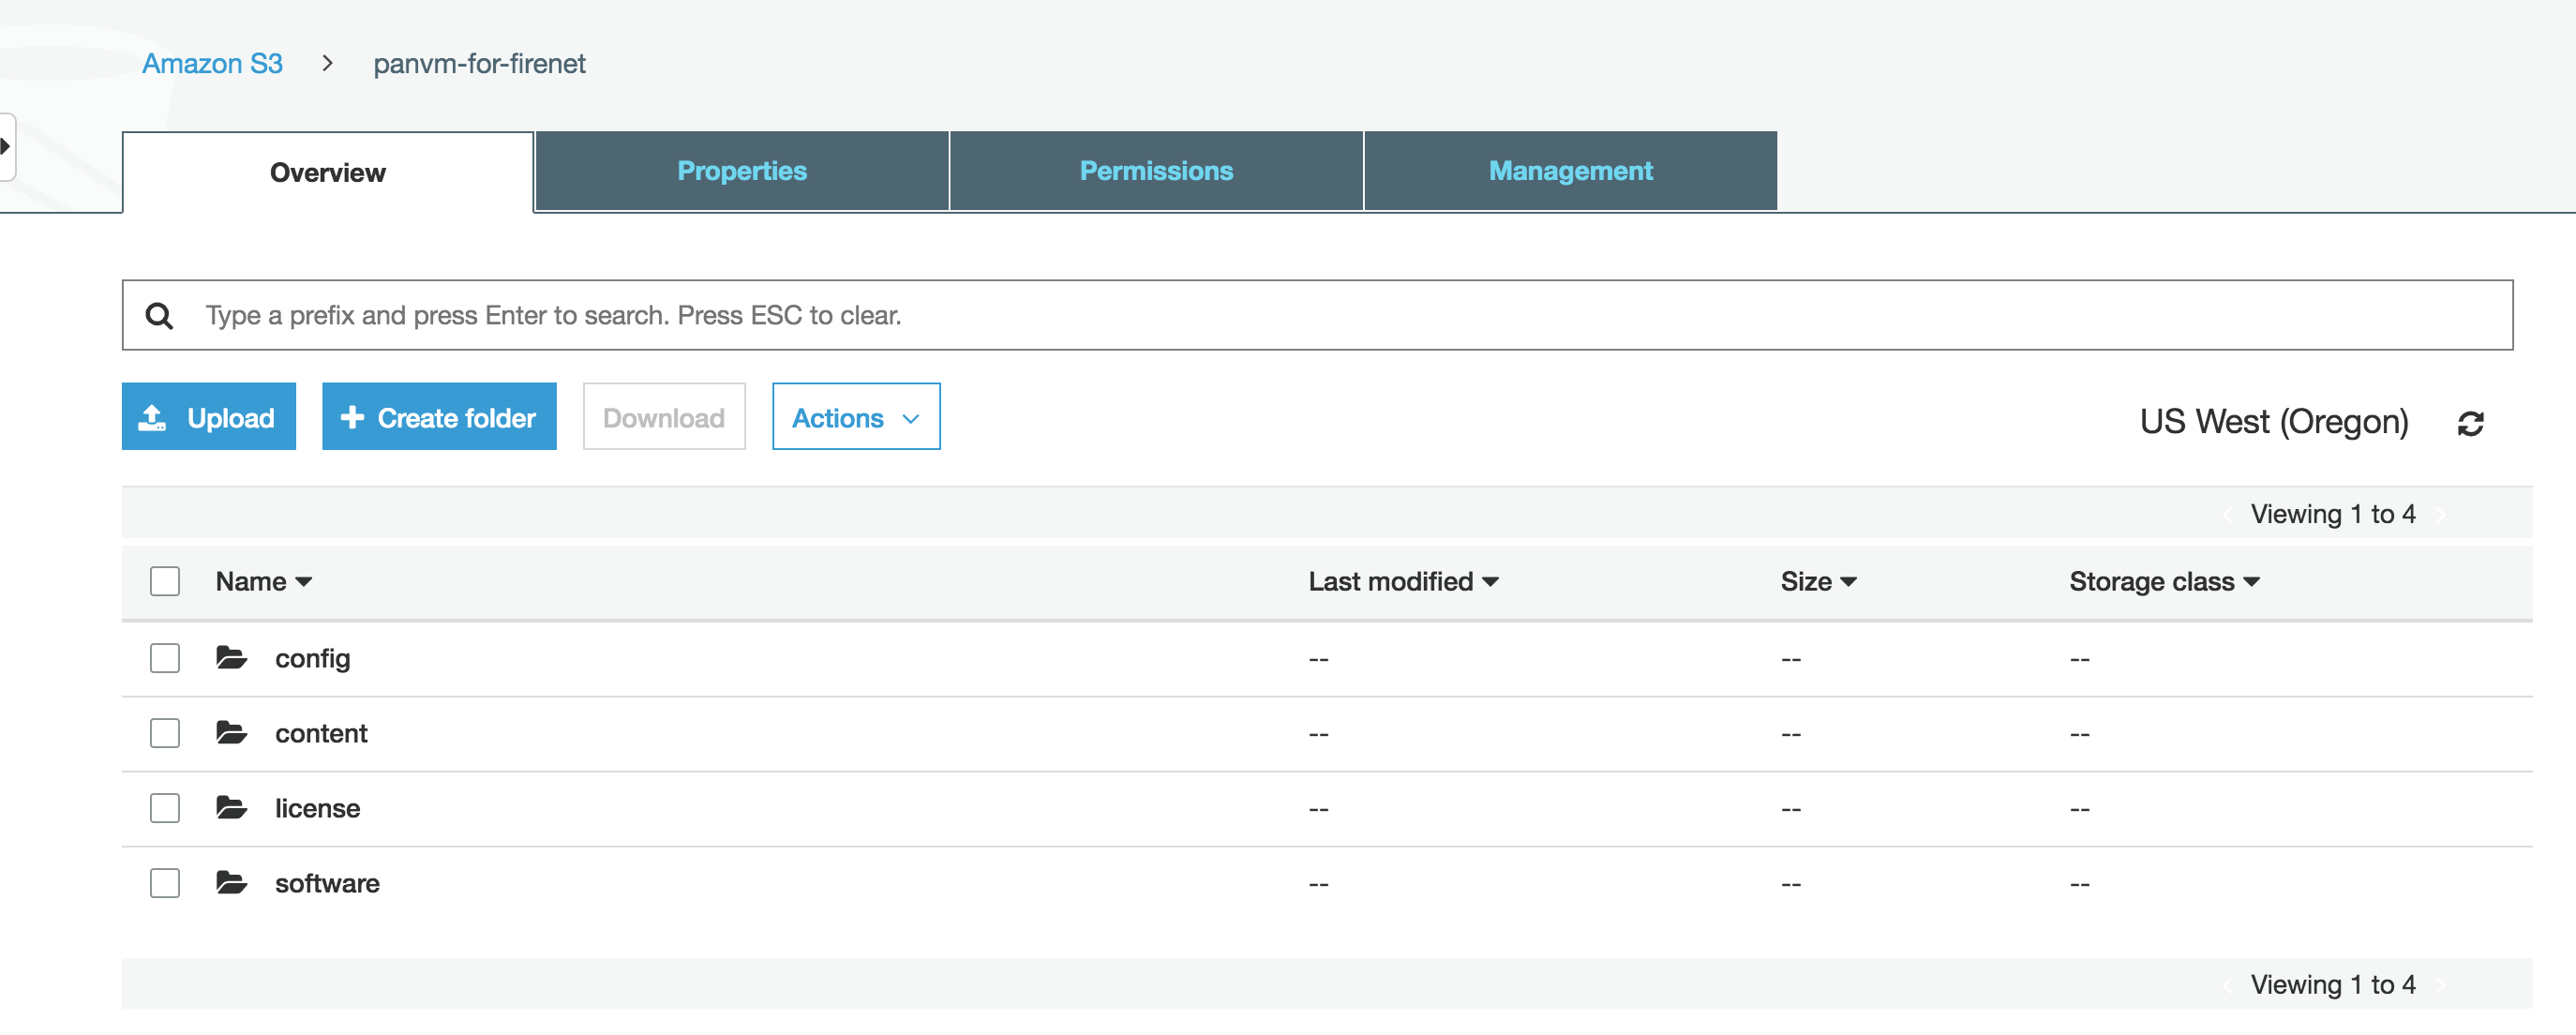 Amazon S3 > panvm-for-firenet
Overview Properties Permissions Management
Type a prefix and press Enter to search. Press ESC to clear.
Upload Create folder Download Actions US West (Oregon)
Viewing 1 to 4
Name Last modified Size Storage class
config -- -- --
content -- -- --
license -- -- --
software -- -- --
Viewing 1 to 4